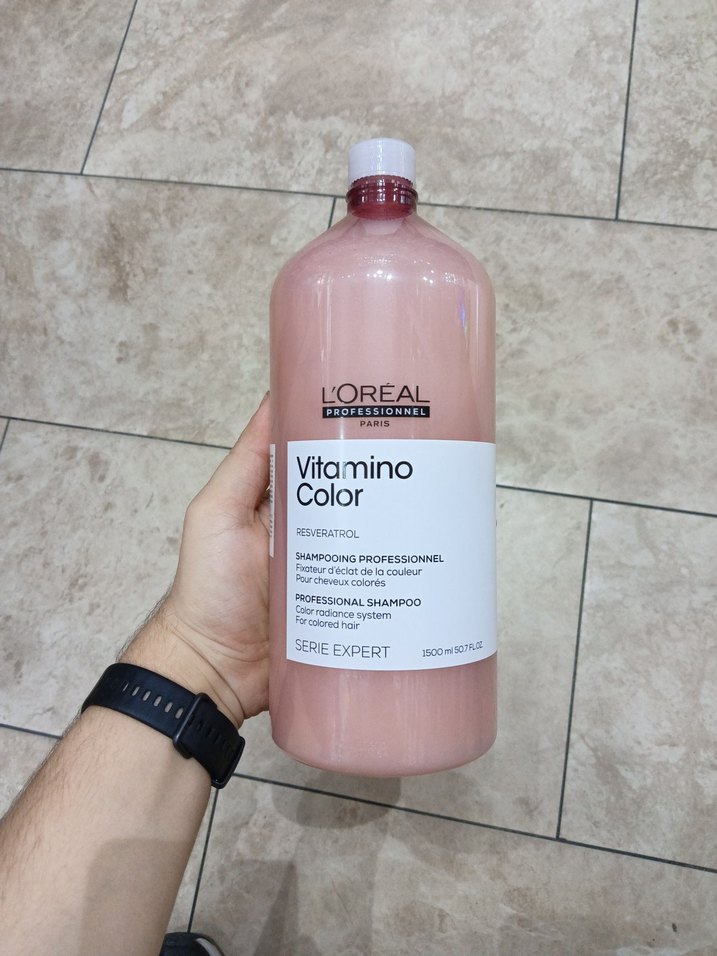 L'ORÉAL
PROFESSIONNEL
PARIS
Vitamino
Color
RESVERATROL
SHAMPOOING PROFESSIONNEL
Fixateur d'éclat de la couleur
Pour cheveux colorés
PROFESSIONAL SHAMPOO
Color radiance system
For colored hair
SERIE EXPERT
1500 ml 50.7 FL.OZ